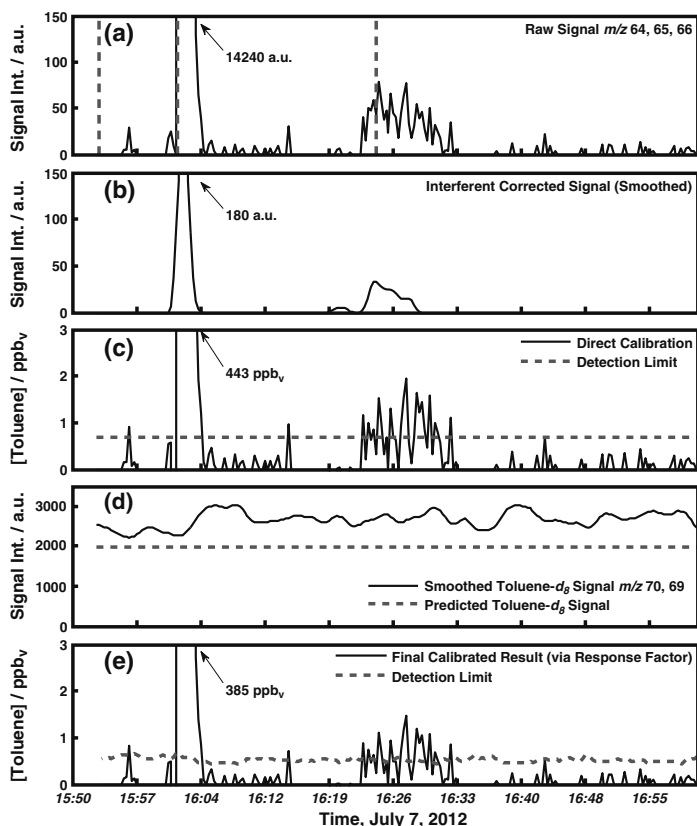 (a)
Raw Signal m/z 64, 65, 66
14240 a.u.
Signal Int. / a.u.
150
100
50
0
(b)
Interferent Corrected Signal (Smoothed)
180 a.u.
Signal Int. / a.u.
150
100
50
0
(c)
Direct Calibration
Detection Limit
443 ppbv
[Toluene] / ppbv
3
2
1
0
(d)
Smoothed Toluene-d8 Signal m/z 70, 69
Predicted Toluene-d8 Signal
Signal Int. / a.u.
3000
2000
1000
0
(e)
Final Calibrated Result (via Response Factor)
Detection Limit
385 ppbv
[Toluene] / ppbv
3
2
1
0
15:50 15:57 16:04 16:12 16:19 16:26 16:33 16:40 16:48 16:55
Time, July 7, 2012